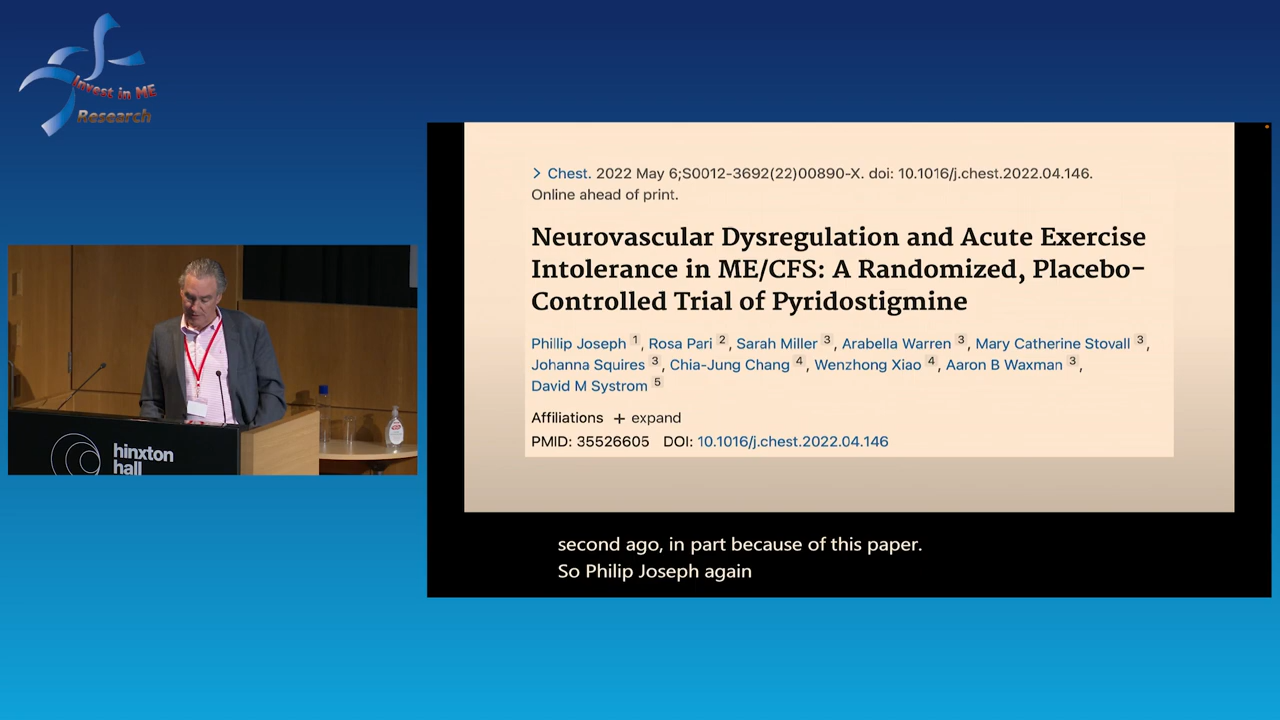 Invest in ME
Research
> Chest. 2022 May 6;S0012-3692(22)00890-X. doi: 10.1016/j.chest.2022.04.146.
Online ahead of print.
Neurovascular Dysregulation and Acute Exercise
Intolerance in ME/CFS: A Randomized, Placebo-
Controlled Trial of Pyridostigmine
Phillip Joseph 1, Rosa Pari 2, Sarah Miller 3, Arabella Warren 3, Mary Catherine Stovall 3,
Johanna Squires 3, Chia-Jung Chang 4, Wenzhong Xiao 4, Aaron B Waxman 3,
David M Systrom 5
Affiliations + expand
PMID: 35526605 DOI: 10.1016/j.chest.2022.04.146
hinxton
hall
second ago, in part because of this paper.
So Philip Joseph again